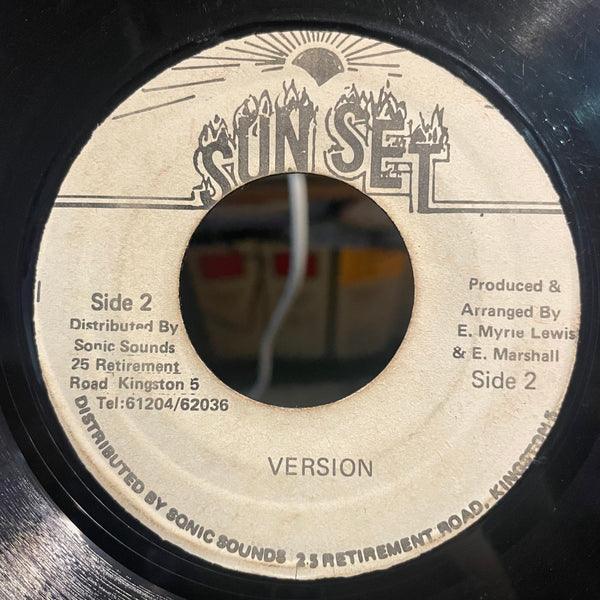 SUN SET
Side 2
Distributed By
Sonic Sounds
25 Retirement
Road Kingston 5
Tel:61204/62036
Produced &
Arranged By
E. Myrie Lewis
& E. Marshall
Side 2
VERSION
DISTRIBUTED BY SONIC SOUNDS 25 RETIREMENT ROAD, KINGSTON 5